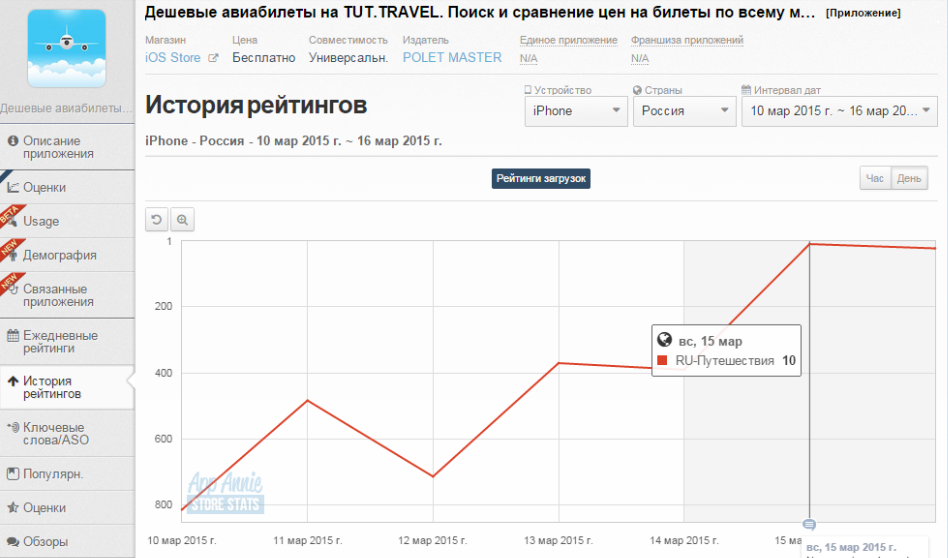 Дешевые авиабилеты на TUT.TRAVEL. Поиск и сравнение цен на билеты по всему м... [Приложение]
Магазин Цена Совместимость Издатель Единое приложение Франшиза приложений
iOS Store Бесплатно Универсальн. POLET MASTER N/A N/A
Дешевые авиабилеты...
История рейтингов
Устройство Страны Интервал дат
iPhone Россия 10 мар 2015 г. ~ 16 мар 20...
iPhone - Россия - 10 мар 2015 г. ~ 16 мар 2015 г.
Описание
приложения
Оценки
BETA
Usage
NEW
Демография
NEW
Связанные
приложения
Ежедневные
рейтинги
История
рейтингов
Ключевые
слова/ASO
Популярн.
Оценки
Обзоры
Рейтинги загрузок
Час День
1
200
400
600
800
вс, 15 мар
RU-Путешествия 10
App Annie
STORE STATS
10 мар 2015 г. 11 мар 2015 г. 12 мар 2015 г. 13 мар 2015 г. 14 мар 2015 г. 15 ма
вс, 15 мар 2015 г.